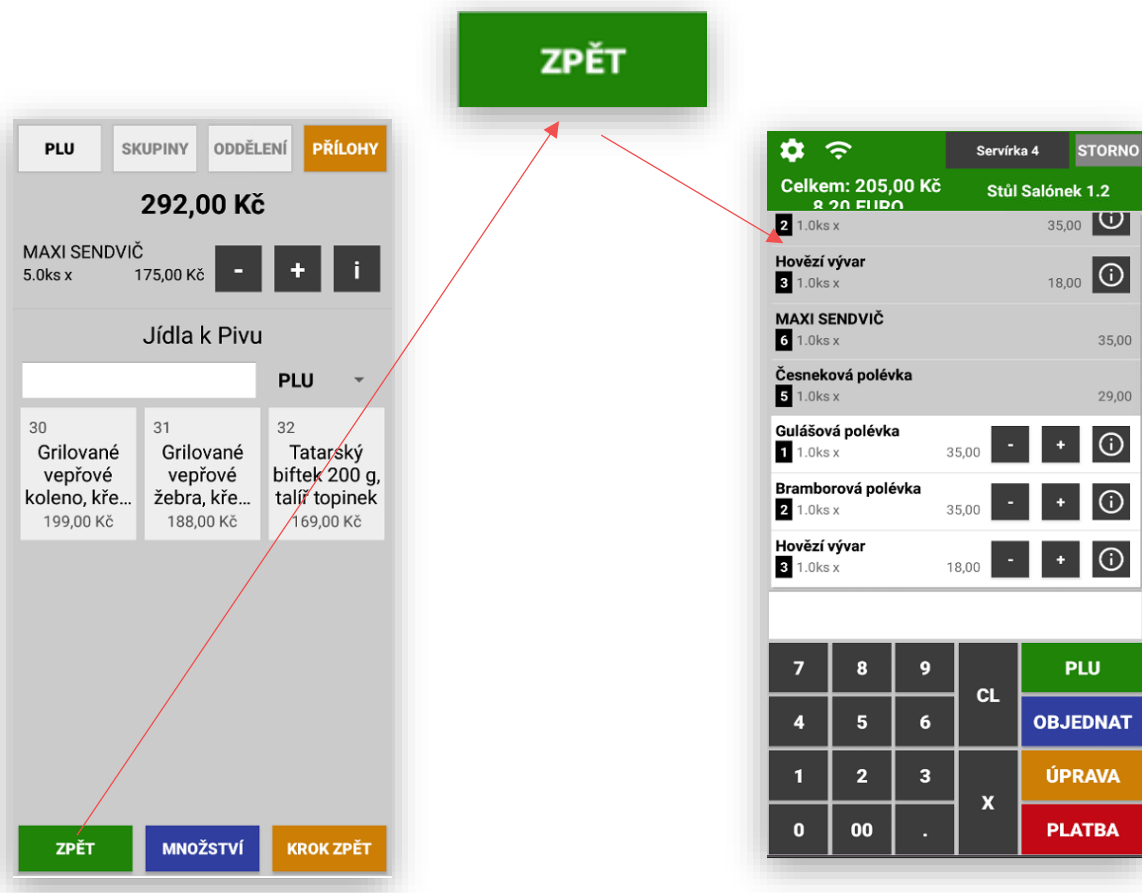 ZPĚT
PLU SKUPINY ODDĚLENÍ PŘÍLOHY
292,00 Kč
MAXI SENDVIČ
5.0ks x 175,00 Kč - + i
Jídla k Pivu
PLU
30 31 32
Grilované Grilované Tatarský
vepřové vepřové biftek 200 g,
koleno, kře... žebra, kře... talíř topinek
199,00 Kč 188,00 Kč 169,00 Kč
ZPĚT MNOŽSTVÍ KROK ZPĚT
Servírka 4 STORNO
Celkem: 205,00 Kč Stůl Salónek 1.2
8,20 EURO
2 1.0ks x 35,00
Hovězí vývar
3 1.0ks x 18,00
MAXI SENDVIČ
6 1.0ks x 35,00
Česneková polévka
5 1.0ks x 29,00
Gulášová polévka
1 1.0ks x 35,00 - +
Bramborová polévka
2 1.0ks x 35,00 - +
Hovězí vývar
3 1.0ks x 18,00 - +
7 8 9 CL PLU
4 5 6 OBJEDNAT
1 2 3 X ÚPRAVA
0 00 . PLATBA